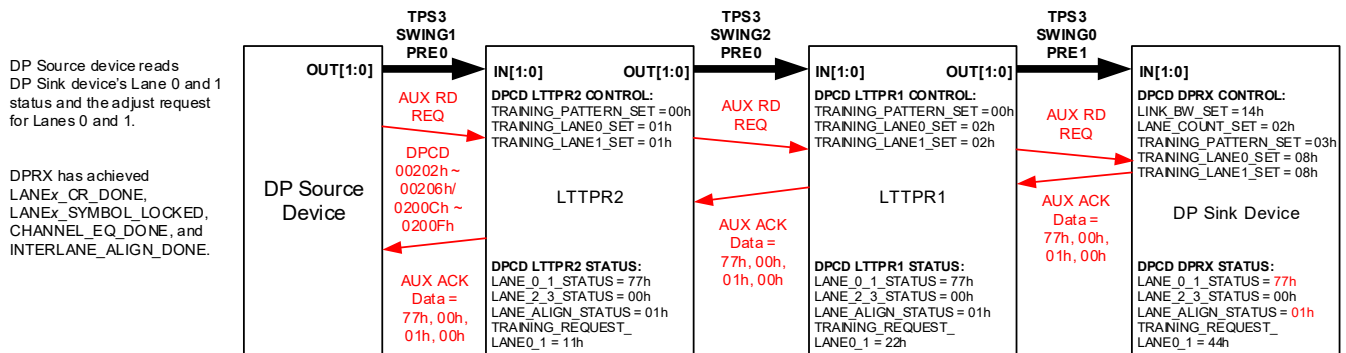 DP Source device reads
DP Sink device's Lane 0 and 1
status and the adjust request
for Lanes 0 and 1.
DPRX has achieved
LANEx_CR_DONE,
LANEx_SYMBOL_LOCKED,
CHANNEL_EQ_DONE, and
INTERLANE_ALIGN_DONE.
OUT[1:0]
DP Source
Device
TPS3
SWING1
PRE0
AUX RD
REQ
DPCD
00202h ~
00206h/
0200Ch ~
0200Fh
AUX ACK
Data =
77h, 00h,
01h, 00h
IN[1:0] OUT[1:0]
DPCD LTTPR2 CONTROL:
TRAINING_PATTERN_SET = 00h
TRAINING_LANE0_SET = 01h
TRAINING_LANE1_SET = 01h
LTTPR2
DPCD LTTPR2 STATUS:
LANE_0_1_STATUS = 77h
LANE_2_3_STATUS = 00h
LANE_ALIGN_STATUS = 01h
TRAINING_REQUEST_
LANE0_1 = 11h
TPS3
SWING2
PRE0
AUX RD
REQ
AUX ACK
Data =
77h, 00h,
01h, 00h
IN[1:0] OUT[1:0]
DPCD LTTPR1 CONTROL:
TRAINING_PATTERN_SET = 00h
TRAINING_LANE0_SET = 02h
TRAINING_LANE1_SET = 02h
LTTPR1
DPCD LTTPR1 STATUS:
LANE_0_1_STATUS = 77h
LANE_2_3_STATUS = 00h
LANE_ALIGN_STATUS = 01h
TRAINING_REQUEST_
LANE0_1 = 22h
TPS3
SWING0
PRE1
AUX RD
REQ
AUX ACK
Data =
77h, 00h,
01h, 00h
IN[1:0]
DPCD DPRX CONTROL:
LINK_BW_SET = 14h
LANE_COUNT_SET = 02h
TRAINING_PATTERN_SET = 03h
TRAINING_LANE0_SET = 08h
TRAINING_LANE1_SET = 08h
DP Sink Device
DPCD DPRX STATUS:
LANE_0_1_STATUS = 77h
LANE_2_3_STATUS = 00h
LANE_ALIGN_STATUS = 01h
TRAINING_REQUEST_
LANE0_1 = 44h